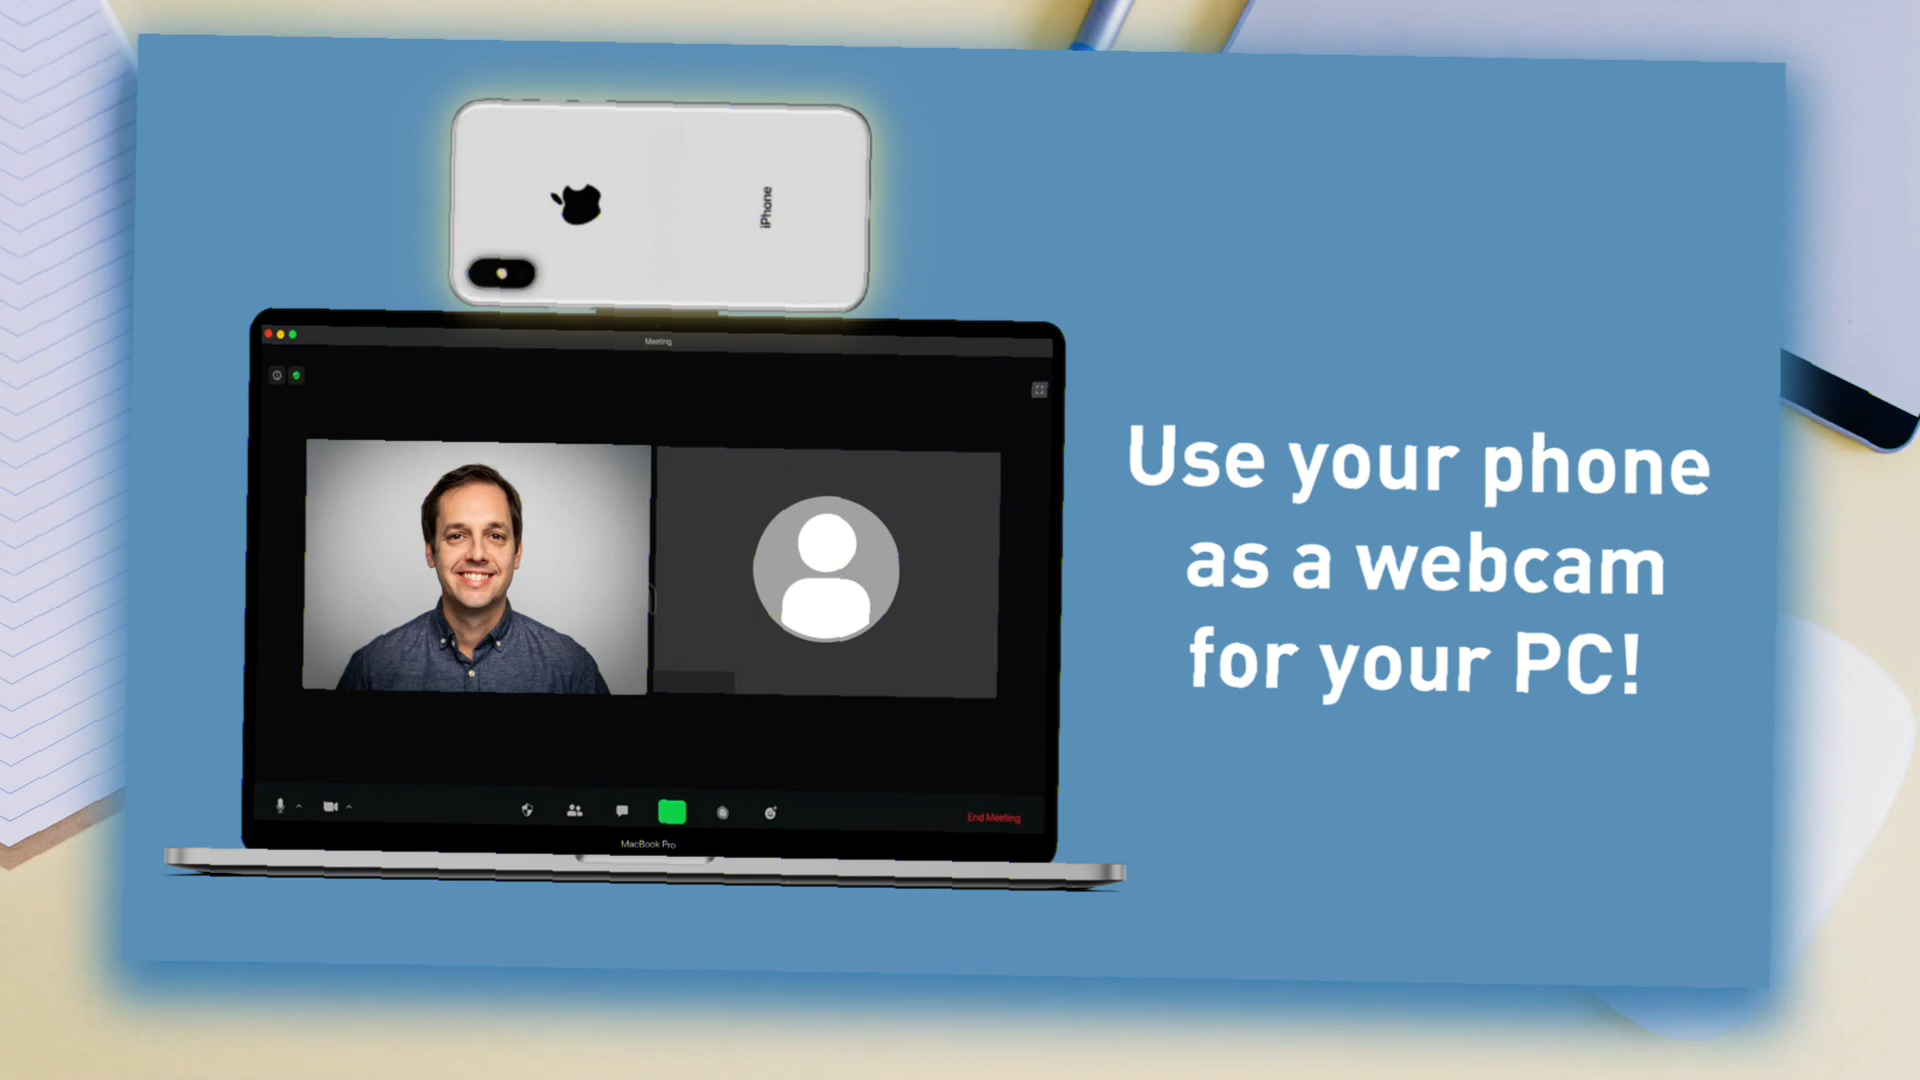 iPhone
Meeting
Use your phone
as a webcam
for your PC!
End Meeting
MacBook Pro